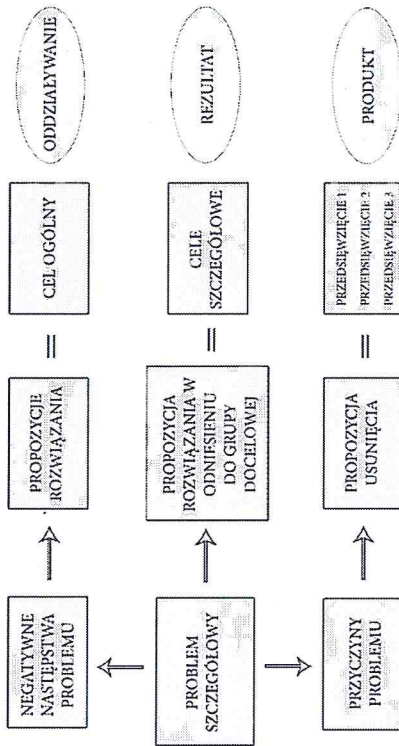 NEGATYWNE
NASTĘPSTWA
PROBLEMU
PROPOZYCJE
ROZWIĄZANIA
=
CEL OGÓLNY
ODDZIAŁYWANIE
PROBLEM
SZCZEGÓŁOWY
PROPOZYCJA
ROZWIĄZANIA W
ODNIESIENIU
DO GRUPY
DOCELOWEJ
=
CELE
SZCZEGÓŁOWE
REZULTAT
PRZYCZYNY
PROBLEMU
PROPOZYCJA
USUNIĘCIA
=
PRZEDSIĘWZIĘCIE 1
PRZEDSIĘWZIĘCIE 2
PRZEDSIĘWZIĘCIE 3
PRODUKT